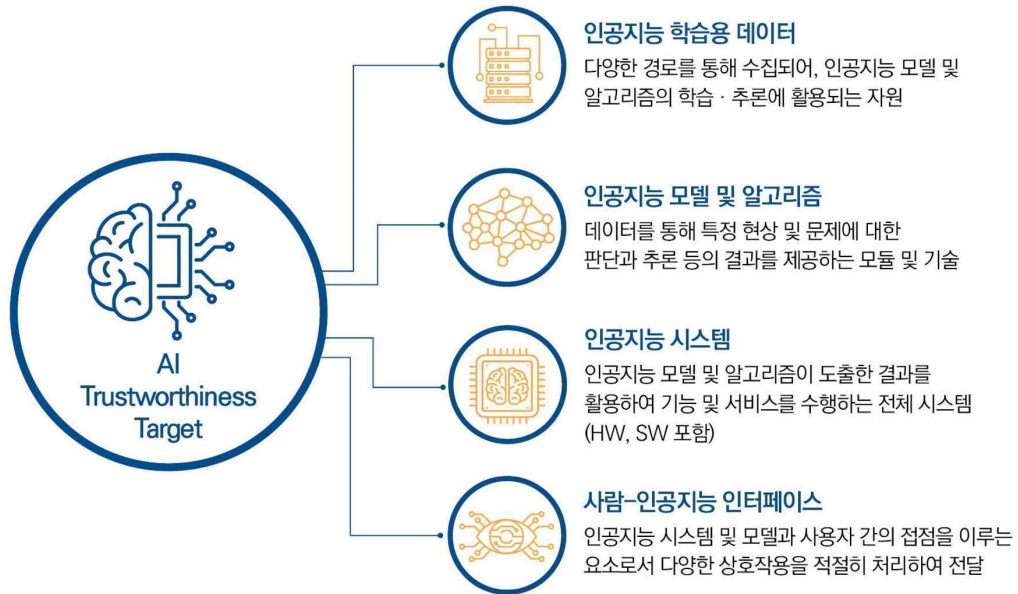 AI
Trustworthiness
Target
인공지능 학습용 데이터
다양한 경로를 통해 수집되어, 인공지능 모델 및
알고리즘의 학습 · 추론에 활용되는 자원
인공지능 모델 및 알고리즘
데이터를 통해 특정 현상 및 문제에 대한
판단과 추론 등의 결과를 제공하는 모듈 및 기술
인공지능 시스템
인공지능 모델 및 알고리즘이 도출한 결과를
활용하여 기능 및 서비스를 수행하는 전체 시스템
(HW, SW 포함)
사람-인공지능 인터페이스
인공지능 시스템 및 모델과 사용자 간의 접점을 이루는
요소로서 다양한 상호작용을 적절히 처리하여 전달